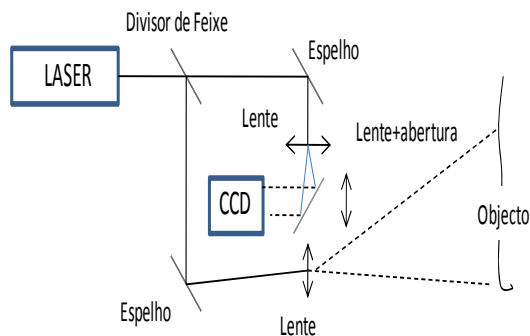 Divisor de Feixe
Espelho
LASER
Lente
Lente+abertura
CCD
Objecto
Espelho
Lente